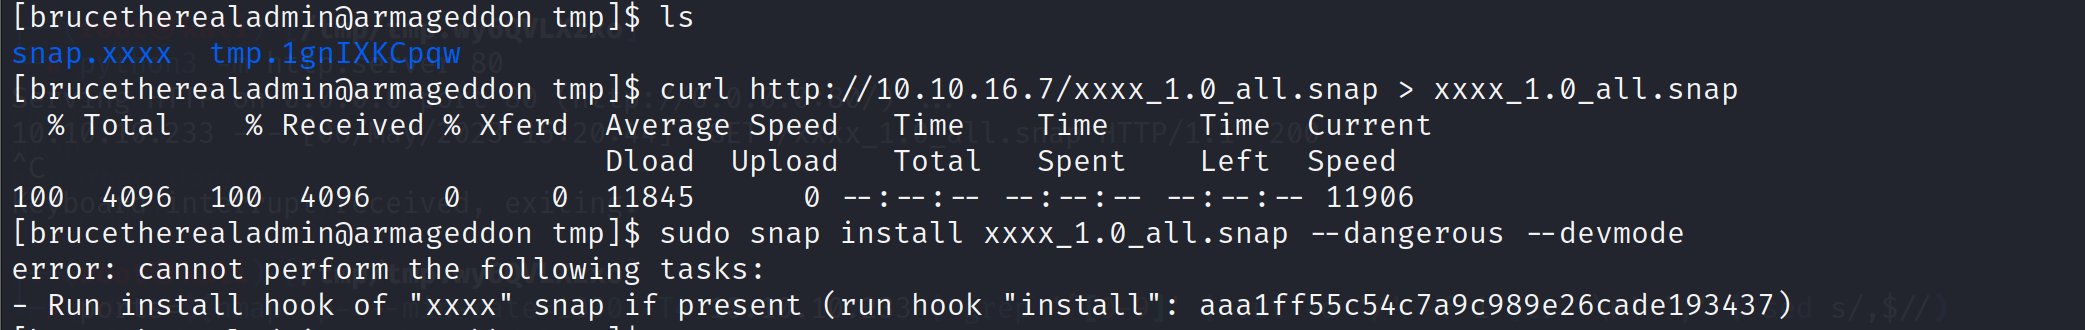 [brucetherealadmin@armageddon tmp]$ ls
snap.xxxx  tmp.1gnIXKCpqw
[brucetherealadmin@armageddon tmp]$ curl http://10.10.16.7/xxxx_1.0_all.snap > xxxx_1.0_all.snap
  % Total    % Received % Xferd  Average Speed   Time    Time     Time  Current
                                 Dload  Upload   Total   Spent    Left  Speed
100  4096  100  4096    0     0  11845      0 --:--:-- --:--:-- --:--:-- 11906
[brucetherealadmin@armageddon tmp]$ sudo snap install xxxx_1.0_all.snap --dangerous --devmode
error: cannot perform the following tasks:
- Run install hook of "xxxx" snap if present (run hook "install": aaa1ff55c54c7a9c989e26cade193437)